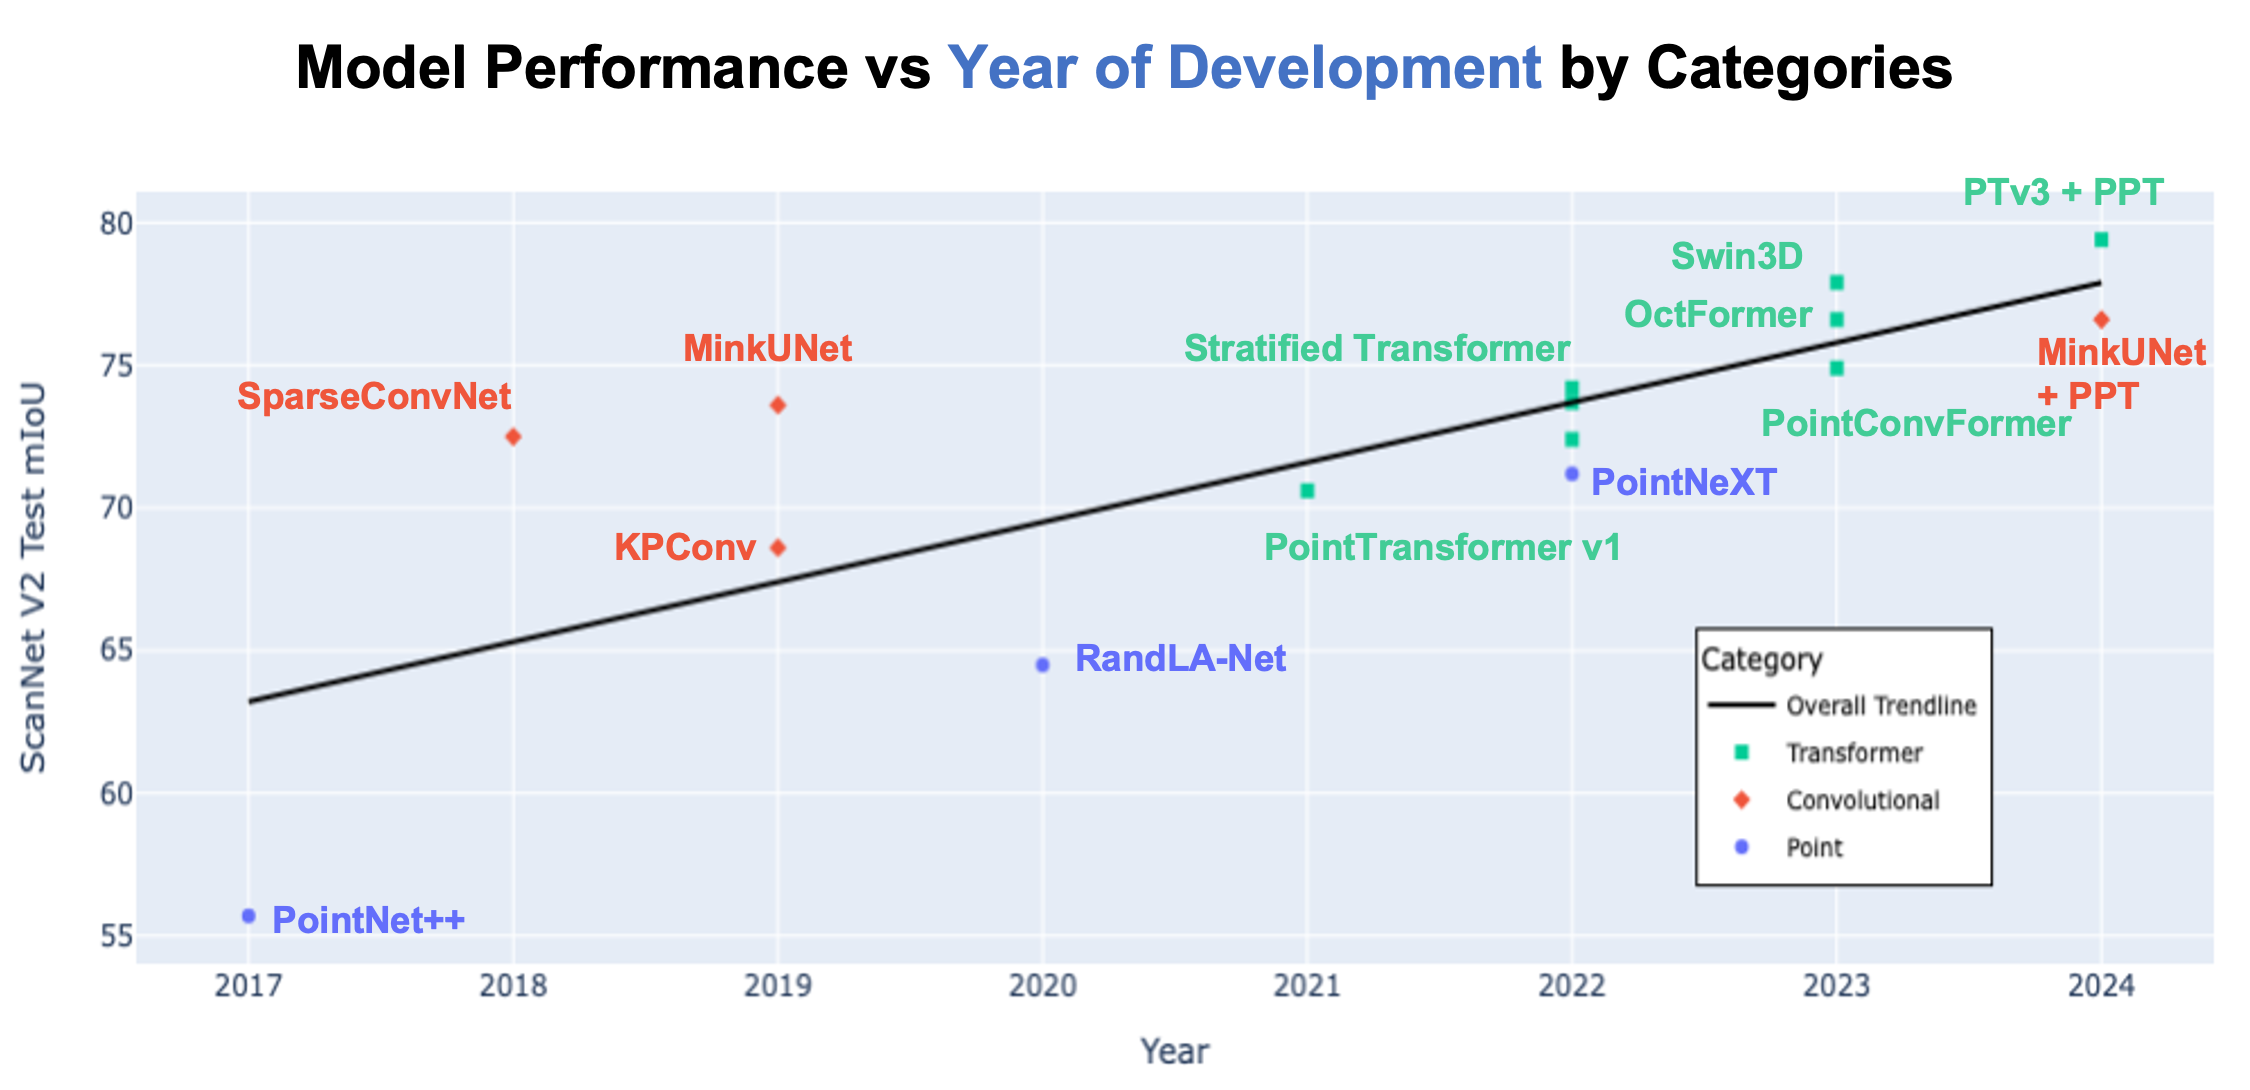 Model Performance vs Year of Development by Categories
PTv3 + PPT
80
Swin3D
OctFormer
MinkUNet
Stratified Transformer
MinkUNet
+ PPT
75
SparseConvNet
PointConvFormer
PointNeXT
70
KPConv
PointTransformer v1
ScanNet V2 Test mIoU
65
RandLA-Net
Category
Overall Trendline
Transformer
Convolutional
Point
60
PointNet++
55
2017 2018 2019 2020 2021 2022 2023 2024
Year